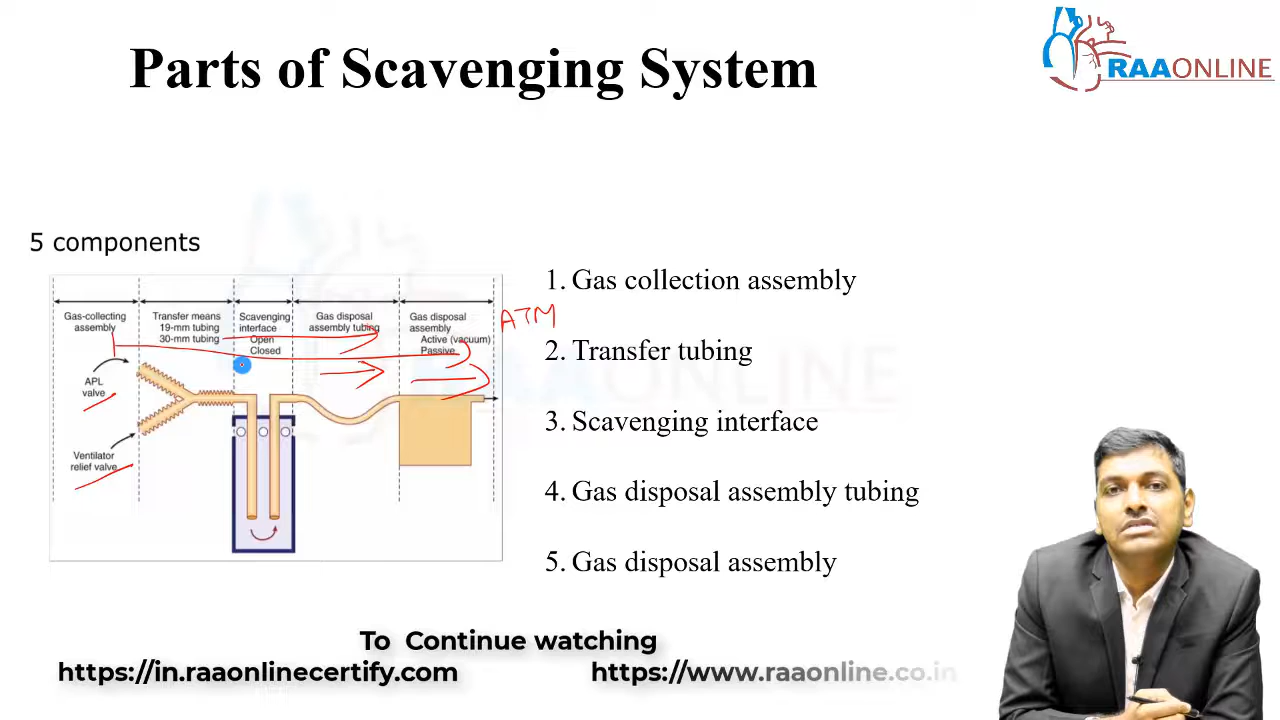 Parts of Scavenging System
RAAONLINE
5 components
Gas-collecting
assembly
Transfer means
19-mm tubing
30-mm tubing
Scavenging
interface
Open
Closed
Gas disposal
assembly tubing
Gas disposal
assembly
Active (vacuum)
Passive
ATM
APL
valve
Ventilator
relief valve
1. Gas collection assembly
2. Transfer tubing
3. Scavenging interface
4. Gas disposal assembly tubing
5. Gas disposal assembly
RAAONLINE
To Continue watching
https://in.raaonlinecertify.com
https://www.raaonline.co.in